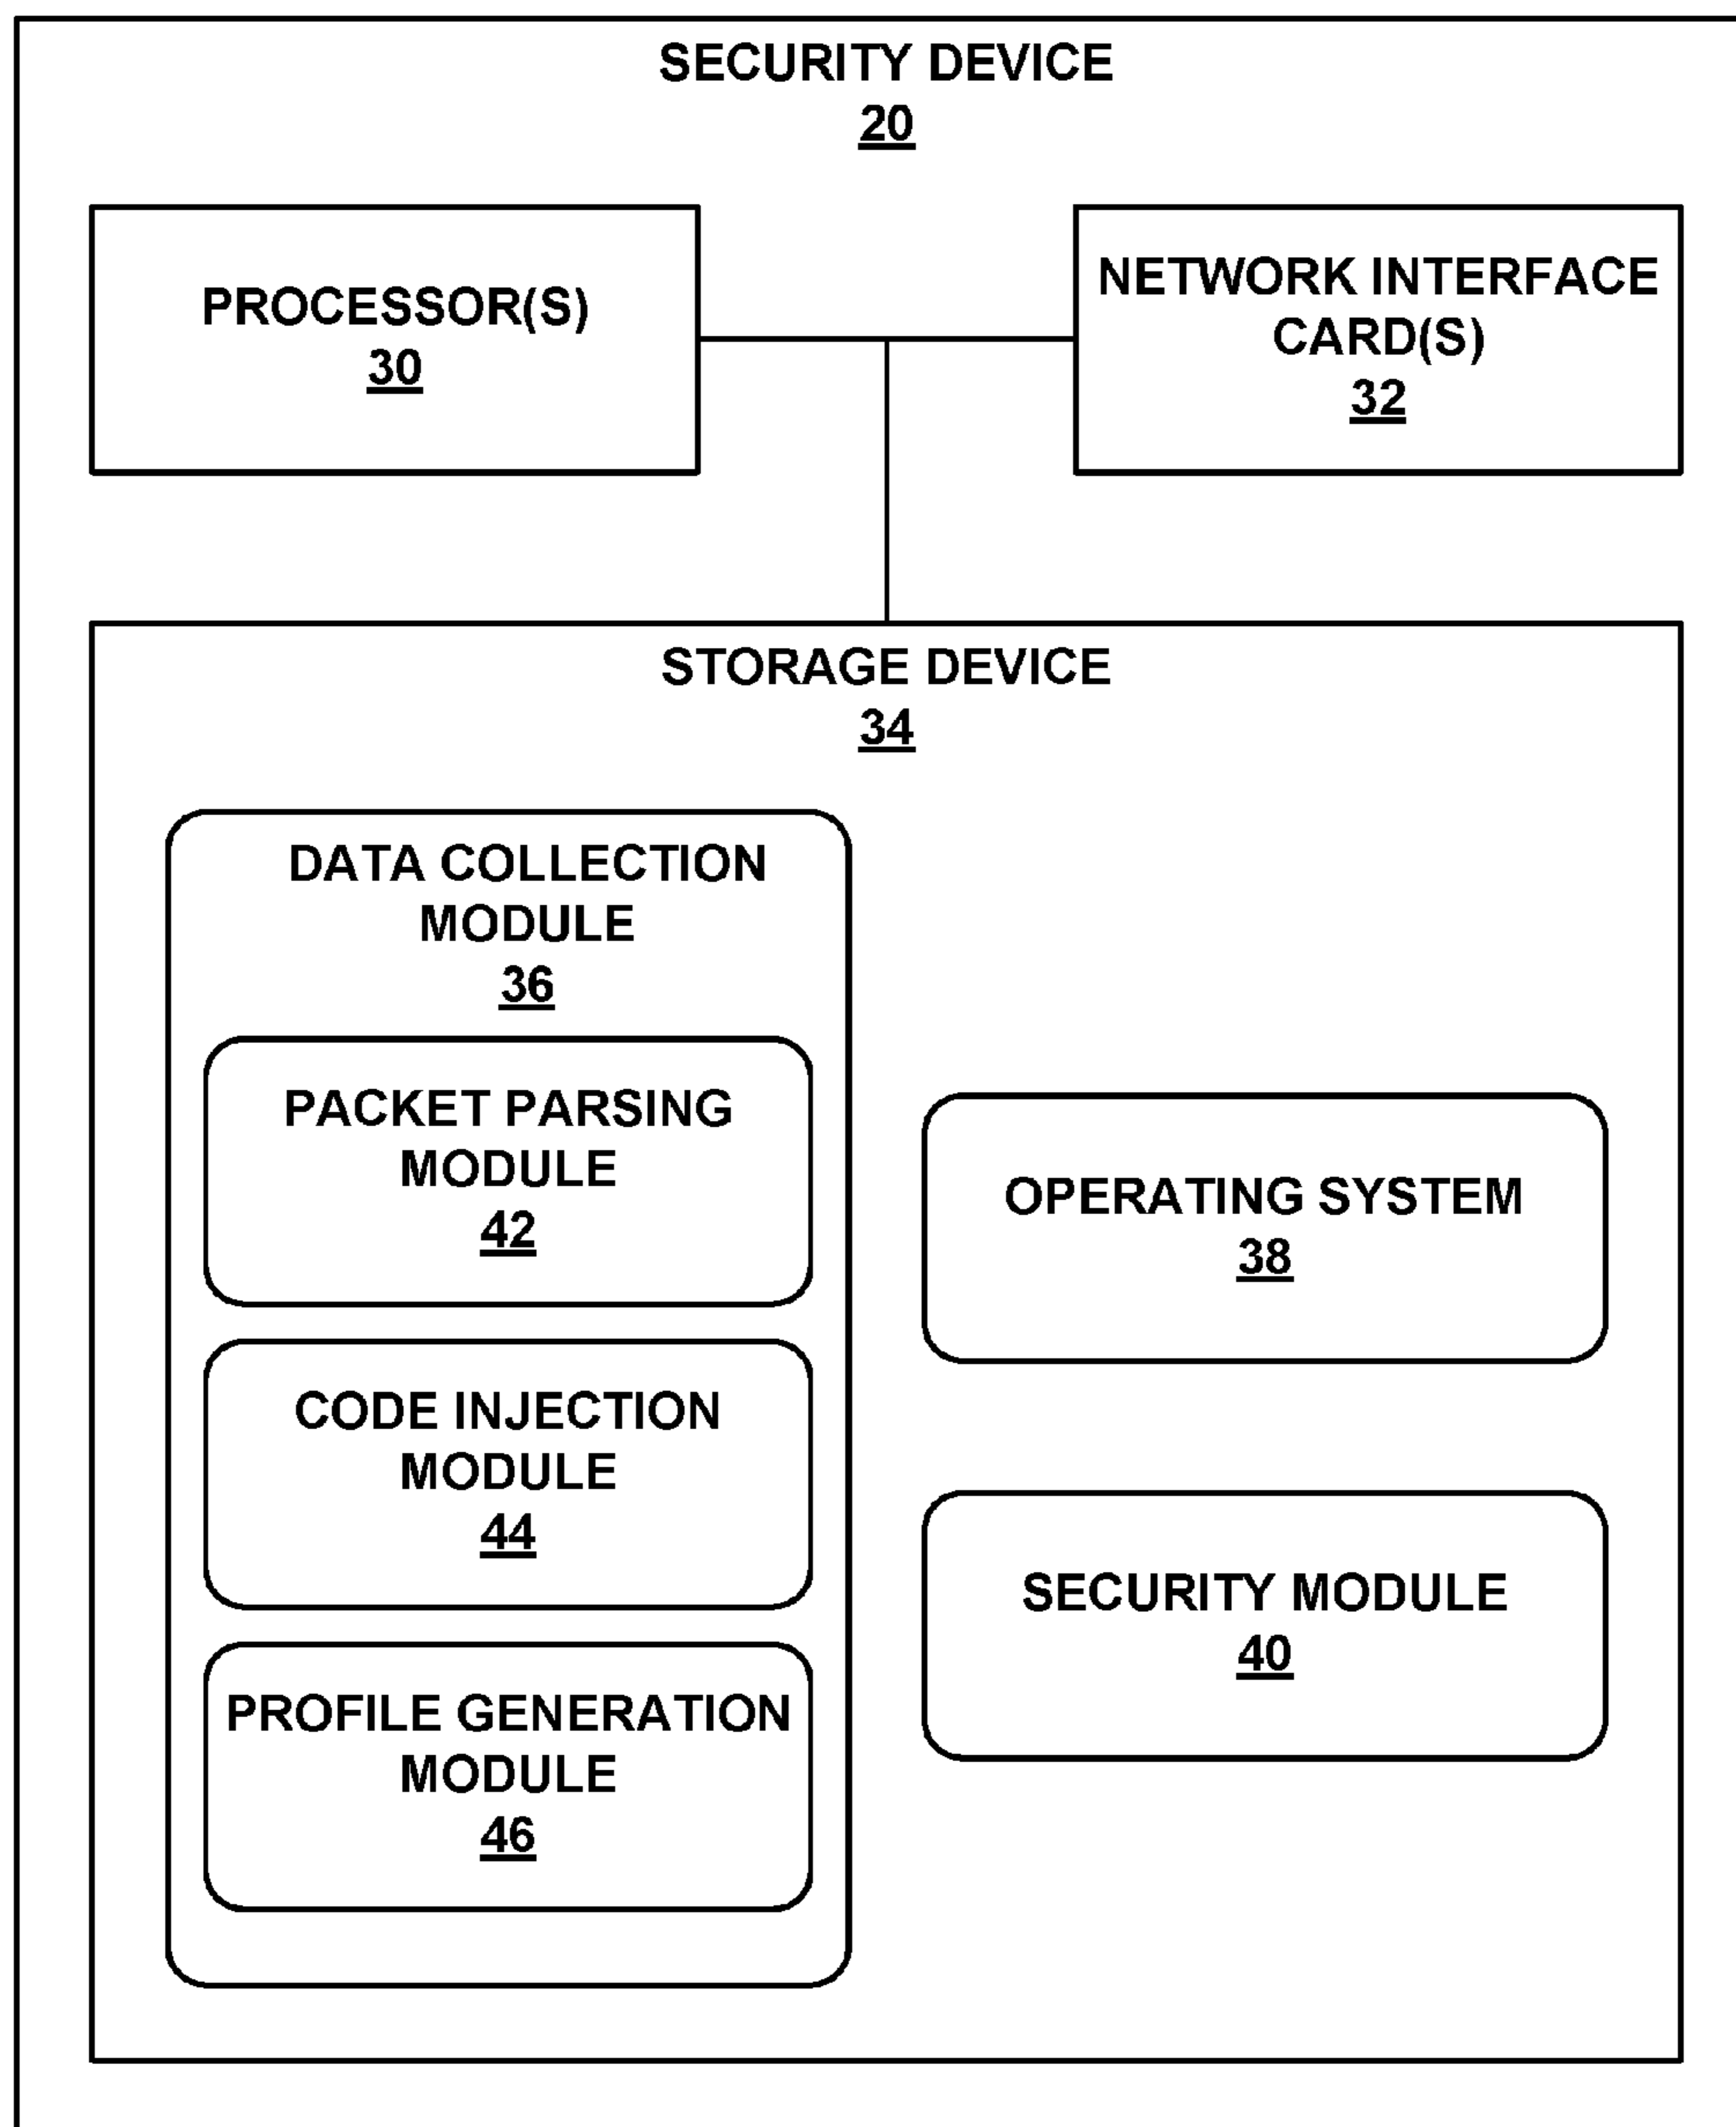 SECURITY DEVICE
20
PROCESSOR(S)
30
NETWORK INTERFACE
CARD(S)
32
STORAGE DEVICE
34
DATA COLLECTION
MODULE
36
PACKET PARSING
MODULE
42
CODE INJECTION
MODULE
44
PROFILE GENERATION
MODULE
46
OPERATING SYSTEM
38
SECURITY MODULE
40